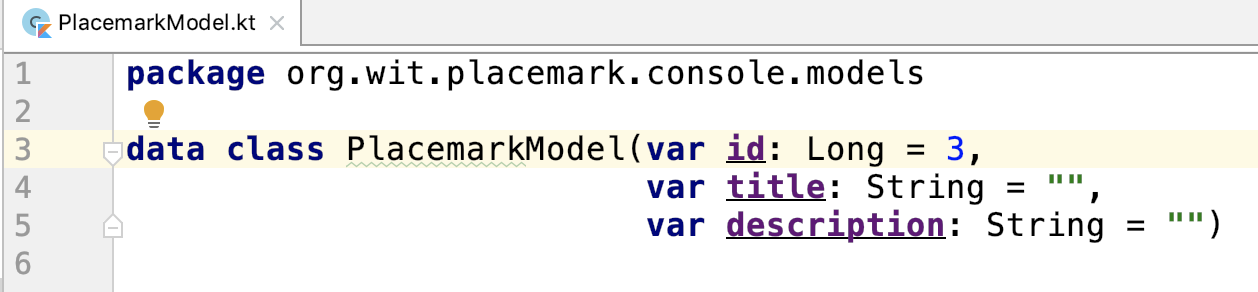 PlacemarkModel.kt
1 package org.wit.placemark.console.models
2
3 data class PlacemarkModel(var id: Long = 3,
4 var title: String = "",
5 var description: String = "")
6